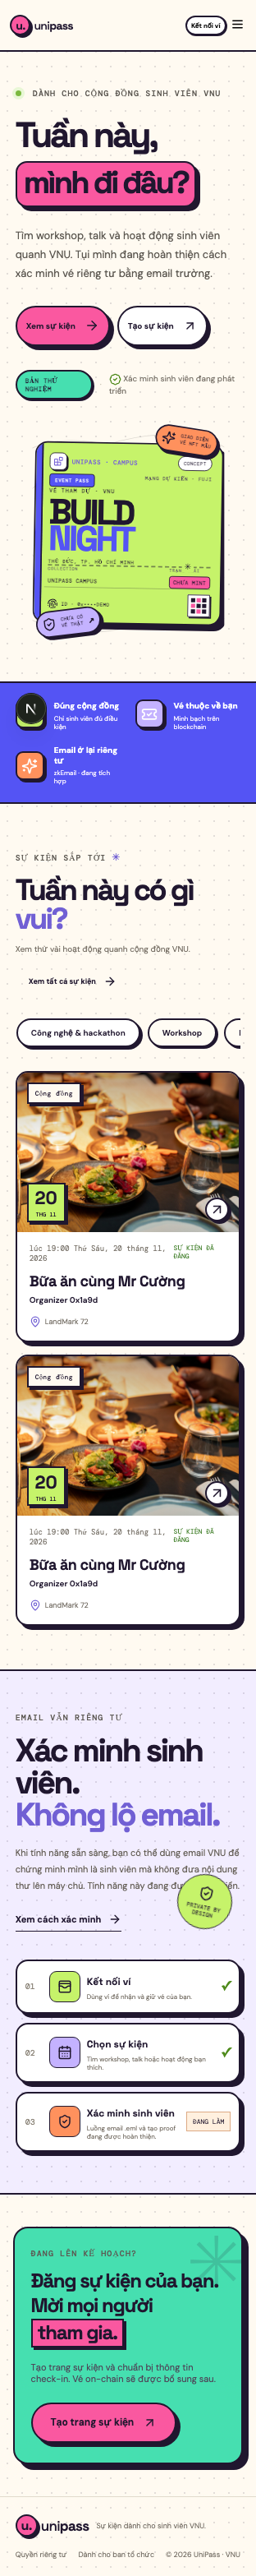 u. unipass
Kết nối ví
DÀNH CHO CỘNG ĐỒNG SINH VIÊN VNU
Tuần này,
mình đi đâu?
Tìm workshop, talk và hoạt động sinh viên
quanh VNU. Tụi mình đang hoàn thiện cách
xác minh vé riêng tư bằng email trường.
Xem sự kiện
Tạo sự kiện
BẢN THỬ
NGHIỆM
Xác minh sinh viên đang phát
triển
UNIPASS · CAMPUS
CONCEPT
EVENT PASS
VÉ THAM DỰ · VNU
BUILD
NIGHT
THỦ ĐỨC, TP. HỒ CHÍ MINH
COLLECTION
UNIPASS CAMPUS
CHƯA MINT
CHƯA CÓ
VÉ THẬT
N
Đúng cộng đồng
Chỉ sinh viên đủ điều
kiện
Vé thuộc về bạn
Minh bạch trên
blockchain
Email ở lại riêng
tư
zkEmail · đang tích
hợp
SỰ KIỆN SẮP TỚI
Tuần này có gì
vui?
Xem thử vài hoạt động quanh cộng đồng VNU.
Xem tất cả sự kiện
Công nghệ & hackathon
Workshop
Cộng đồng
20
THG 11
lúc 19:00 Thứ Sáu, 20 tháng 11,
2026
SỰ KIỆN ĐÃ
ĐĂNG
Bữa ăn cùng Mr Cường
Organizer 0x1a9d
LandMark 72
Cộng đồng
20
THG 11
lúc 19:00 Thứ Sáu, 20 tháng 11,
2026
SỰ KIỆN ĐÃ
ĐĂNG
Bữa ăn cùng Mr Cường
Organizer 0x1a9d
LandMark 72
EMAIL VẪN RIÊNG TƯ
Xác minh sinh
viên.
Không lộ email.
Khi tính năng sẵn sàng, bạn có thể dùng email VNU để
chứng minh mình là sinh viên mà không đưa nội dung
thư lên máy chủ. Tính năng này đang
PRIVATE BY
DESIGN
Xem cách xác minh
01
Kết nối ví
Dùng ví để nhận và giữ vé của bạn.
02
Chọn sự kiện
Tìm workshop, talk hoặc hoạt động bạn
thích.
03
Xác minh sinh viên
Luồng email .eml và tạo proof
đang được hoàn thiện.
ĐANG LÀM
ĐANG LÊN KẾ HOẠCH?
Đăng sự kiện của bạn.
Mời mọi người
tham gia.
Tạo trang sự kiện và chuẩn bị thông tin
check-in. Vé on-chain sẽ được bổ sung sau.
Tạo trang sự kiện
u. unipass
Sự kiện dành cho sinh viên VNU.
Quyền riêng tư
Dành cho ban tổ chức
© 2026 UniPass · VNU